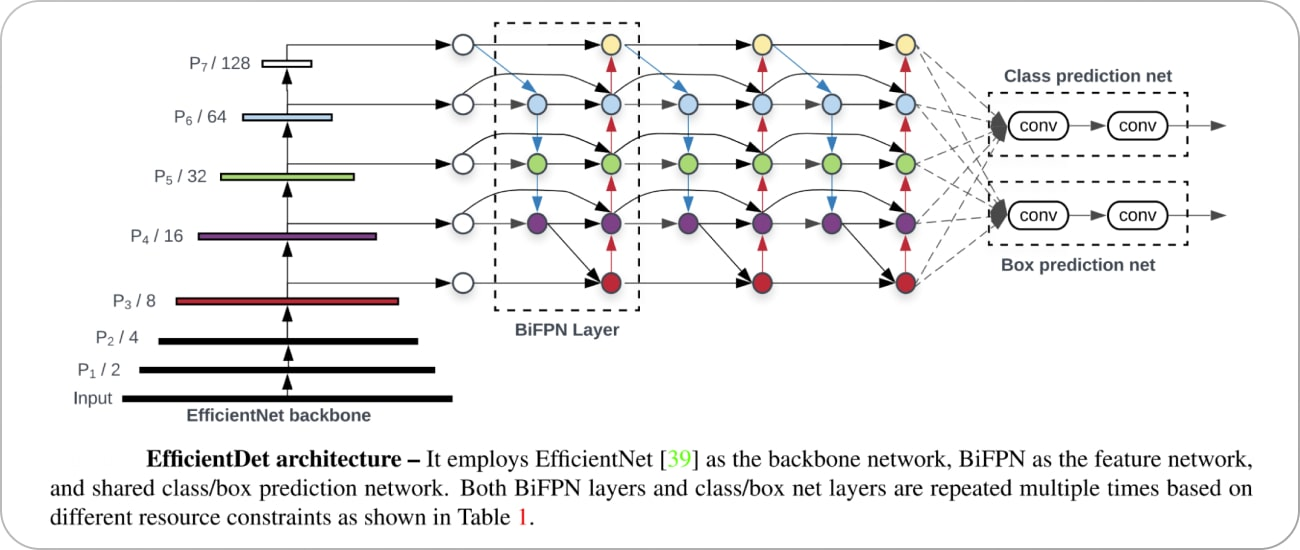 P7 / 128
P6 / 64
P5 / 32
P4 / 16
P3 / 8
P2 / 4
P1 / 2
Input
EfficientNet backbone
BiFPN Layer
Class prediction net
conv
conv
conv
conv
Box prediction net
EfficientDet architecture – It employs EfficientNet [39] as the backbone network, BiFPN as the feature network,
and shared class/box prediction network. Both BiFPN layers and class/box net layers are repeated multiple times based on
different resource constraints as shown in Table 1.